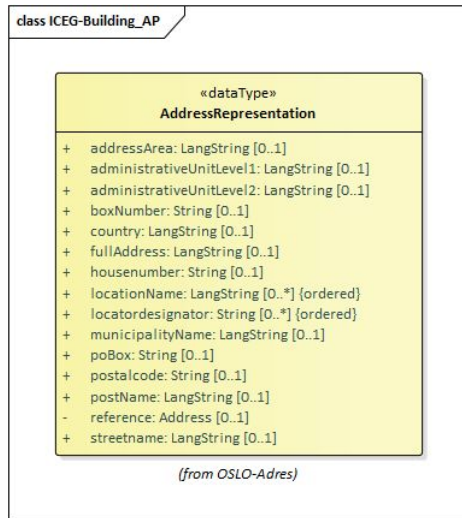 class ICEG-Building_AP
«dataType»
AddressRepresentation
+ addressArea: LangString [0..1]
+ administrativeUnitLevel1: LangString [0..1]
+ administrativeUnitLevel2: LangString [0..1]
+ boxNumber: String [0..1]
+ country: LangString [0..1]
+ fullAddress: LangString [0..1]
+ housenumber: String [0..1]
+ locationName: LangString [0..*] {ordered}
+ locatordesignator: String [0..*] {ordered}
+ municipalityName: LangString [0..1]
+ poBox: String [0..1]
+ postalcode: String [0..1]
+ postName: LangString [0..1]
- reference: Address [0..1]
+ streetname: LangString [0..1]
(from OSLO-Adres)